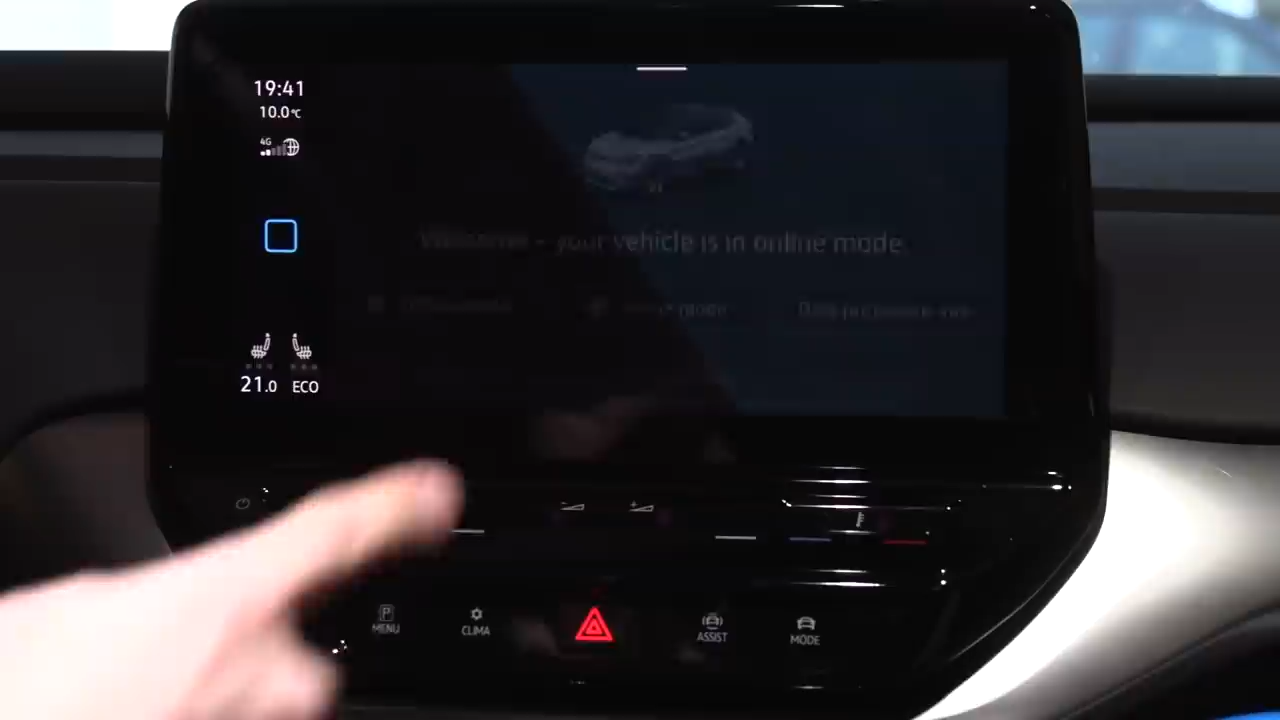 19:41
10.0°C
4G
Welcome - your vehicle is in online mode
21.0 ECO
P
MENU
CLIMA
ASSIST
MODE